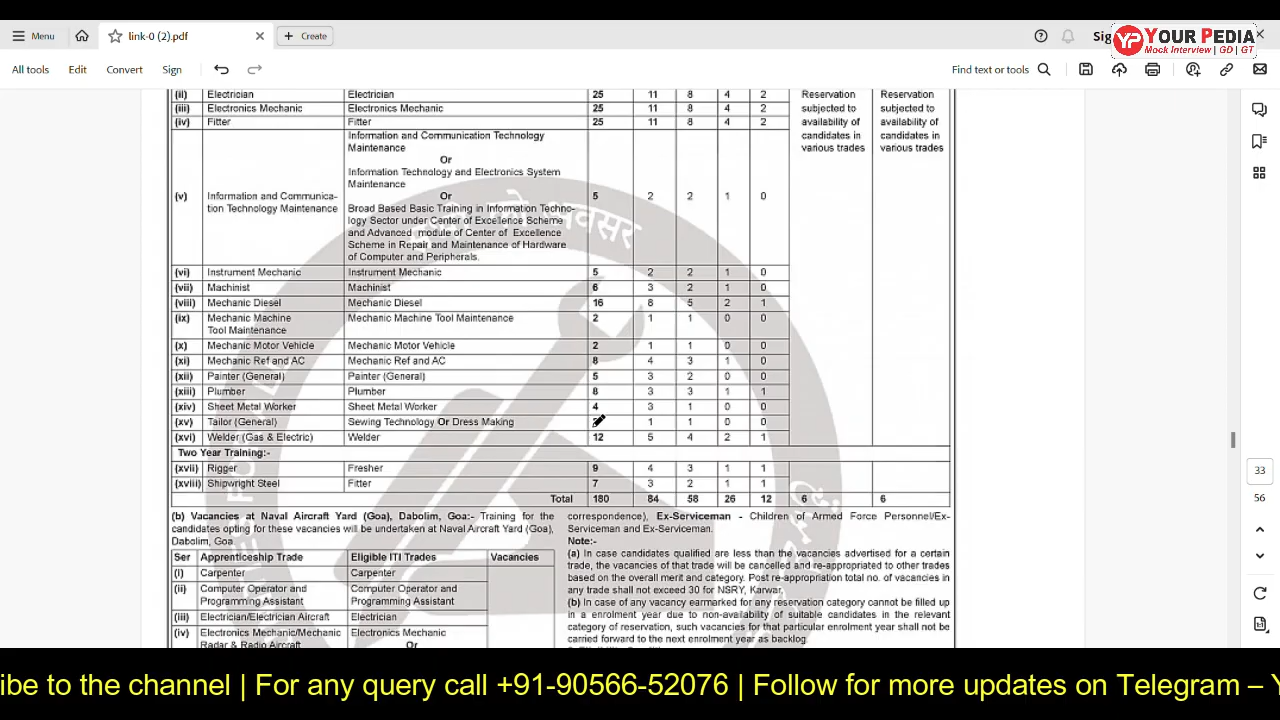 Menu
link-0 (2).pdf
Create
Sig
YP YOUR PEDIA
Mock Interview | GD | GT
All tools Edit Convert Sign
Find text or tools
(ii) Electrician Electrician 25 11 8 4 2
(iii) Electronics Mechanic Electronics Mechanic 25 11 8 4 2
(iv) Fitter Fitter 25 11 8 4 2
Reservation
subjected to
availability of
candidates in
various trades
Reservation
subjected to
availability of
candidates in
various trades
(v) Information and Communica-
tion Technology Maintenance
Information and Communication Technology
Maintenance
Or
Information Technology and Electronics System
Maintenance
Or
Broad Based Basic Training in Information Techno-
logy Sector under Center of Excellence Scheme
and Advanced module of Center of Excellence
Scheme in Repair and Maintenance of Hardware
of Computer and Peripherals.
5 2 2 1 0
(vi) Instrument Mechanic Instrument Mechanic 5 2 2 1 0
(vii) Machinist Machinist 6 3 2 1 0
(viii) Mechanic Diesel Mechanic Diesel 16 8 5 2 1
(ix) Mechanic Machine Mechanic Machine Tool Maintenance 2 1 1 0 0
Tool Maintenance
(x) Mechanic Motor Vehicle Mechanic Motor Vehicle 2 1 1 0 0
(xi) Mechanic Ref and AC Mechanic Ref and AC 8 4 3 1 0
(xii) Painter (General) Painter (General) 5 3 2 0 0
(xiii) Plumber Plumber 8 3 3 1 1
(xiv) Sheet Metal Worker Sheet Metal Worker 4 3 1 0 0
(xv) Tailor (General) Sewing Technology Or Dress Making 1 1 0 0
(xvi) Welder (Gas & Electric) Welder 12 5 4 2 1
Two Year Training:-
(xvii) Rigger Fresher 9 4 3 1 1
(xviii) Shipwright Steel Fitter 7 3 2 1 1
Total 180 84 58 26 12 6 6
(b) Vacancies at Naval Aircraft Yard (Goa), Dabolim, Goa:- Training for the
candidates opting for these vacancies will be undertaken at Naval Aircraft Yard (Goa),
Dabolim, Goa
Ser Apprenticeship Trade Eligible ITI Trades Vacancies
(i) Carpenter Carpenter
(ii) Computer Operator and Computer Operator and
Programming Assistant Programming Assistant
(iii) Electrician/Electrician Aircraft Electrician
(iv) Electronics Mechanic/Mechanic Electronics Mechanic
Radar & Radio Aircraft Or
correspondence), Ex-Serviceman - Children of Armed Force Personnel/Ex-
Serviceman and Ex-Serviceman.
Note:-
(a) In case candidates qualified are less than the vacancies advertised for a certain
trade, the vacancies of that trade will be cancelled and re-appropriated to other trades
based on the overall merit and category. Post re-appropriation total no. of vacancies in
any trade shall not exceed 30 for NSRY, Karwar.
(b) In case of any vacancy earmarked for any reservation category cannot be filled up
in a enrolment year due to non-availability of suitable candidates in the relevant
category of reservation, such vacancies for that particular enrolment year shall not be
carried forward to the next enrolment year as backlog.
33
56
ibe to the channel | For any query call +91-90566-52076 | Follow for more updates on Telegram – Y